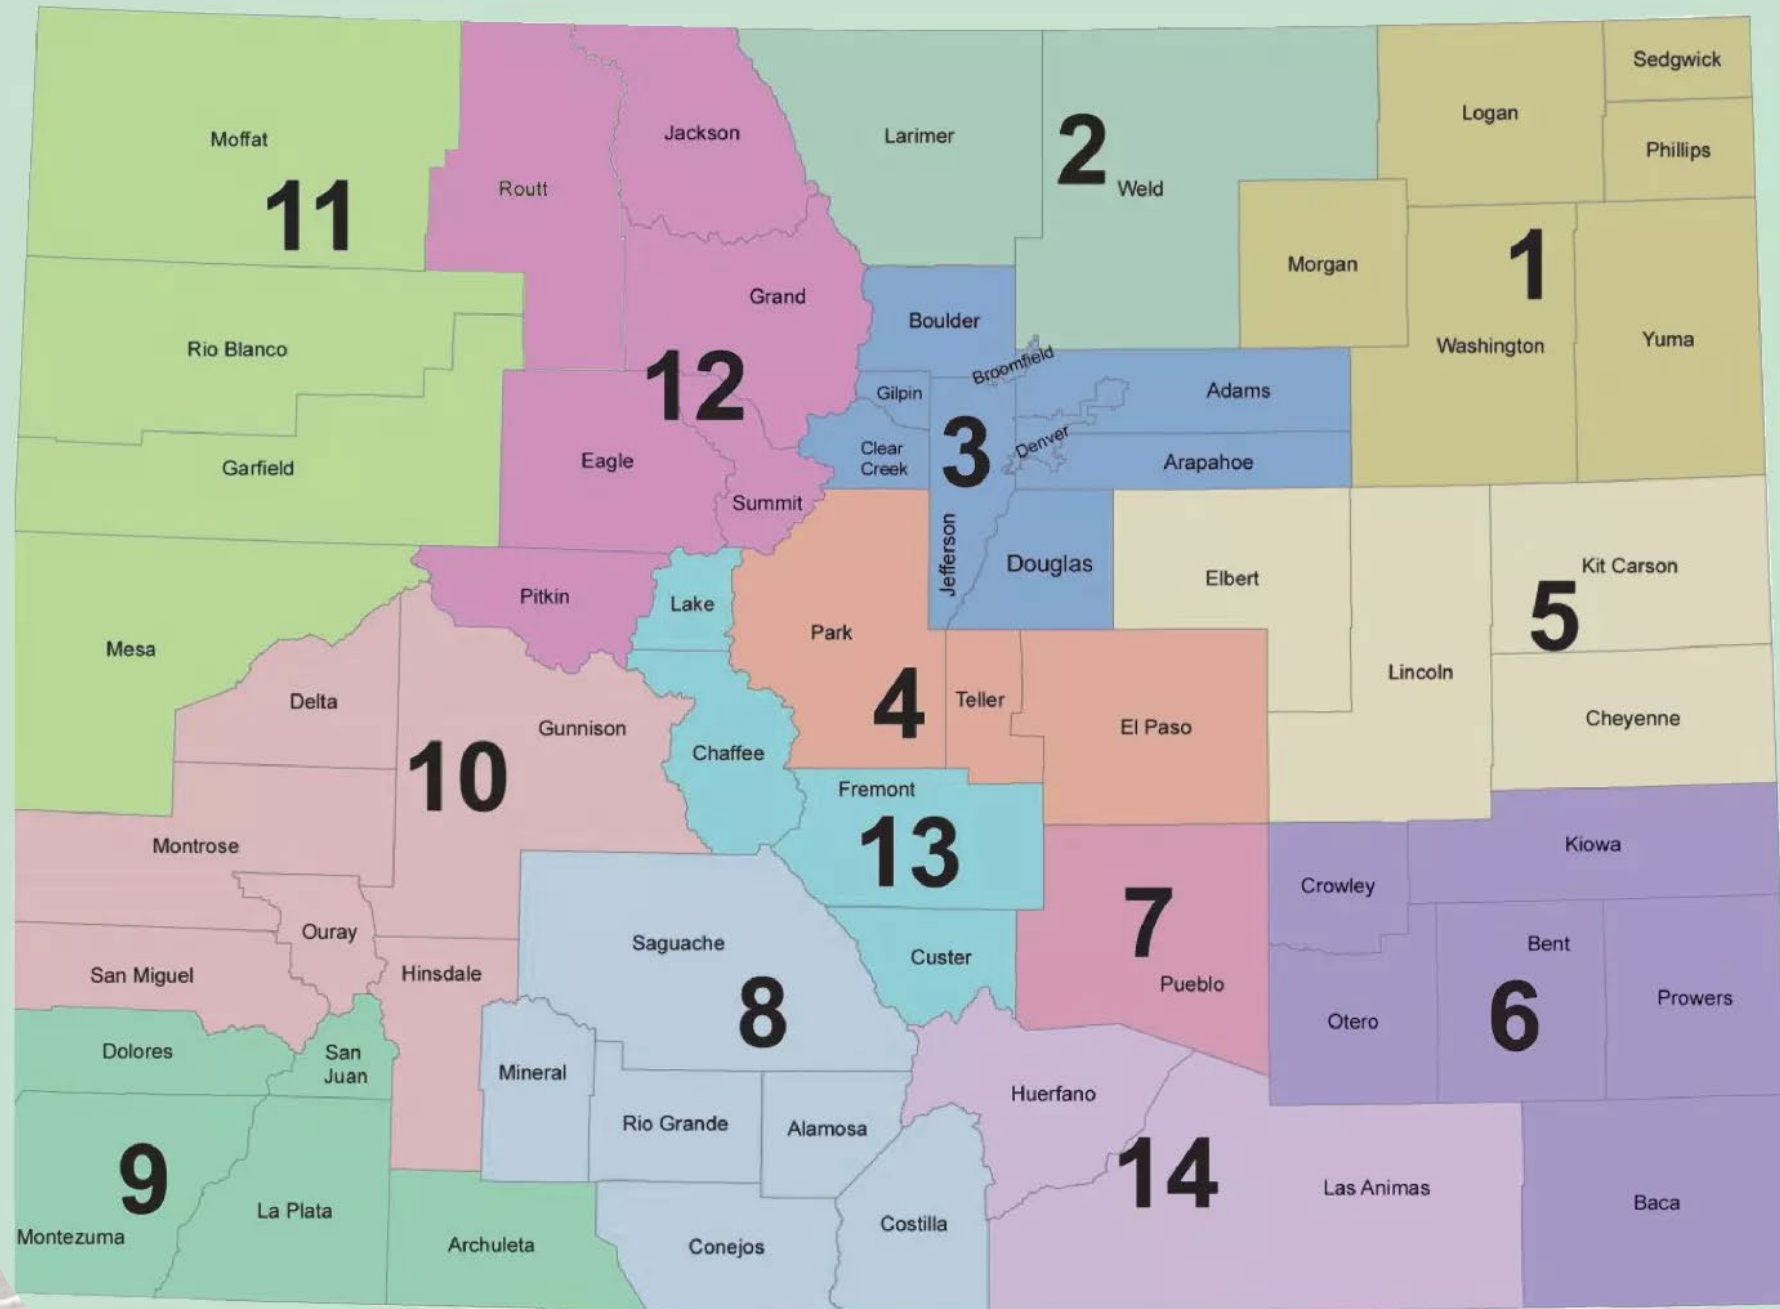 Sedgwick
Logan
Moffat
Jackson
Larimer
2
Phillips
Routt
Weld
11
Morgan
1
Grand
Boulder
Washington
Yuma
Rio Blanco
Broomfield
12
Gilpin
Adams
3
Denver
Clear
Creek
Arapahoe
Garfield
Eagle
Summit
Jefferson
Douglas
Elbert
Kit Carson
5
Pitkin
Lake
Park
Mesa
Lincoln
Delta
4
Teller
Gunnison
El Paso
Cheyenne
10
Chaffee
Fremont
13
Montrose
Kiowa
Crowley
7
Ouray
Saguache
Bent
San Miguel
Hinsdale
Custer
Pueblo
8
Prowers
Otero
6
Dolores
San
Juan
Mineral
Huerfano
Rio Grande
Alamosa
9
14
Las Animas
La Plata
Baca
Costilla
Montezuma
Archuleta
Conejos